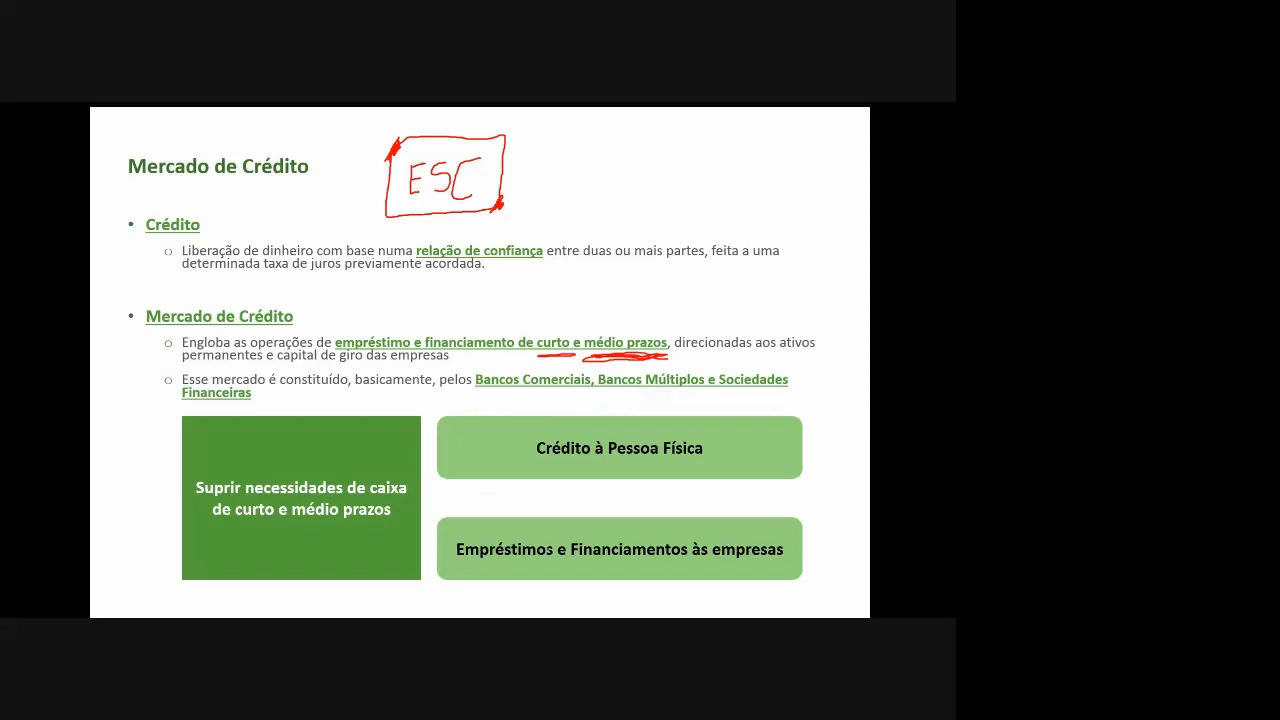 Mercado de Crédito
ESC
• Crédito
o Liberação de dinheiro com base numa relação de confiança entre duas ou mais partes, feita a uma
determinada taxa de juros previamente acordada.
• Mercado de Crédito
o Engloba as operações de empréstimo e financiamento de curto e médio prazos, direcionadas aos ativos
permanentes e capital de giro das empresas
o Esse mercado é constituído, basicamente, pelos Bancos Comerciais, Bancos Múltiplos e Sociedades
Financeiras
Suprir necessidades de caixa
de curto e médio prazos
Crédito à Pessoa Física
Empréstimos e Financiamentos às empresas